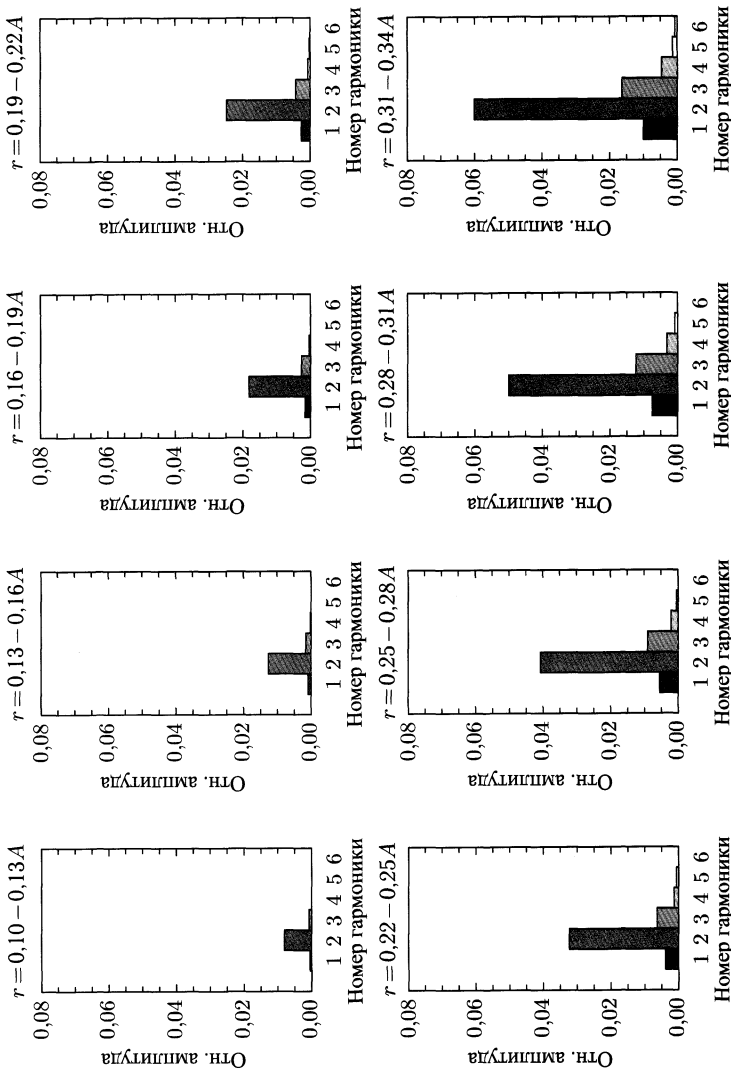 r = 0,10 – 0,13A
Отн. амплитуда
0,08
0,06
0,04
0,02
0,00
1 2 3 4 5 6
Номер гармоники
r = 0,13 – 0,16A
Отн. амплитуда
0,08
0,06
0,04
0,02
0,00
1 2 3 4 5 6
Номер гармоники
r = 0,16 – 0,19A
Отн. амплитуда
0,08
0,06
0,04
0,02
0,00
1 2 3 4 5 6
Номер гармоники
r = 0,19 – 0,22A
Отн. амплитуда
0,08
0,06
0,04
0,02
0,00
1 2 3 4 5 6
Номер гармоники
r = 0,22 – 0,25A
Отн. амплитуда
0,08
0,06
0,04
0,02
0,00
1 2 3 4 5 6
Номер гармоники
r = 0,25 – 0,28A
Отн. амплитуда
0,08
0,06
0,04
0,02
0,00
1 2 3 4 5 6
Номер гармоники
r = 0,28 – 0,31A
Отн. амплитуда
0,08
0,06
0,04
0,02
0,00
1 2 3 4 5 6
Номер гармоники
r = 0,31 – 0,34A
Отн. амплитуда
0,08
0,06
0,04
0,02
0,00
1 2 3 4 5 6
Номер гармоники